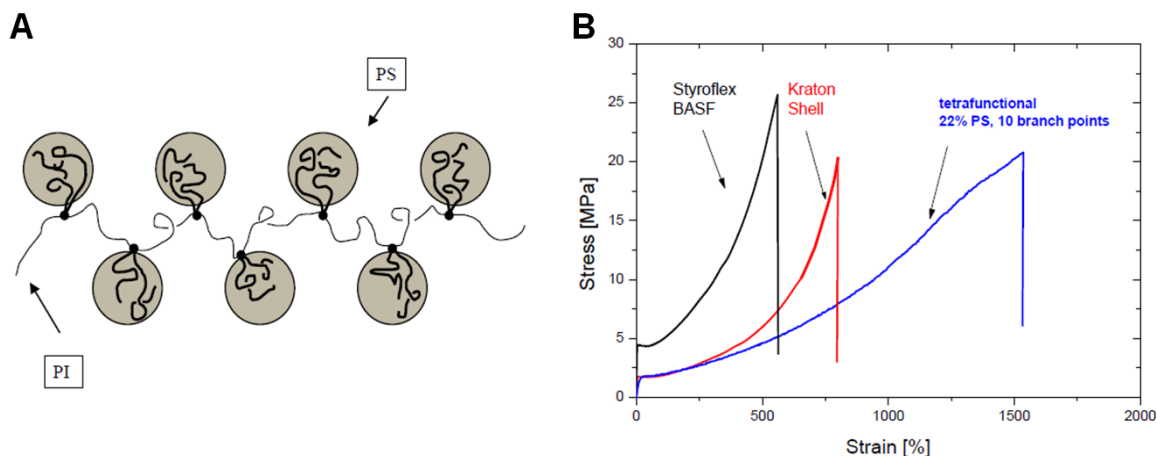 A
PS
PI
B
Stress [MPa]
30
25
20
15
10
5
0
Styroflex
BASF
Kraton
Shell
tetrafunctional
22% PS, 10 branch points
0 500 1000 1500 2000
Strain [%]